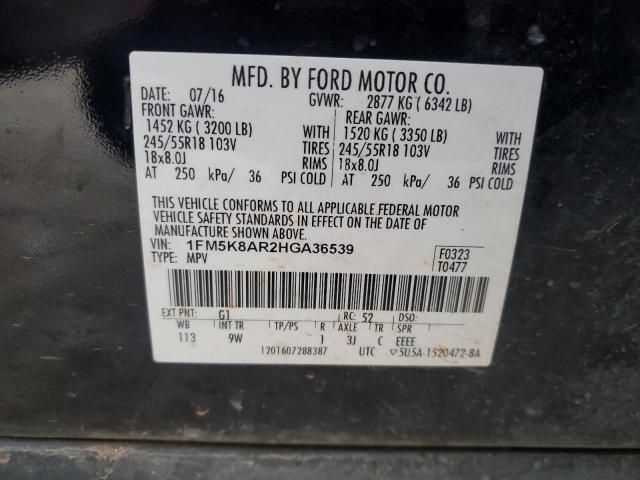 MFD. BY FORD MOTOR CO.
DATE: 07/16 GVWR: 2877 KG ( 6342 LB)
FRONT GAWR: REAR GAWR:
1452 KG ( 3200 LB) WITH 1520 KG ( 3350 LB) WITH
245/55R18 103V TIRES 245/55R18 103V TIRES
18x8.0J RIMS 18x8.0J RIMS
AT 250 kPa/ 36 PSI COLD AT 250 kPa/ 36 PSI COLD
THIS VEHICLE CONFORMS TO ALL APPLICABLE FEDERAL MOTOR
VEHICLE SAFETY STANDARDS IN EFFECT ON THE DATE OF
MANUFACTURE SHOWN ABOVE.
VIN: 1FM5K8AR2HGA36539 F0323
TYPE: MPV T0477
EXT PNT: G1 RC: 52 DSO:
WB INT TR TP/PS R AXLE TR SPR
113 9W 1 3J C EEEE
1201607288387 UTC ▽5U5A-1520472-BA